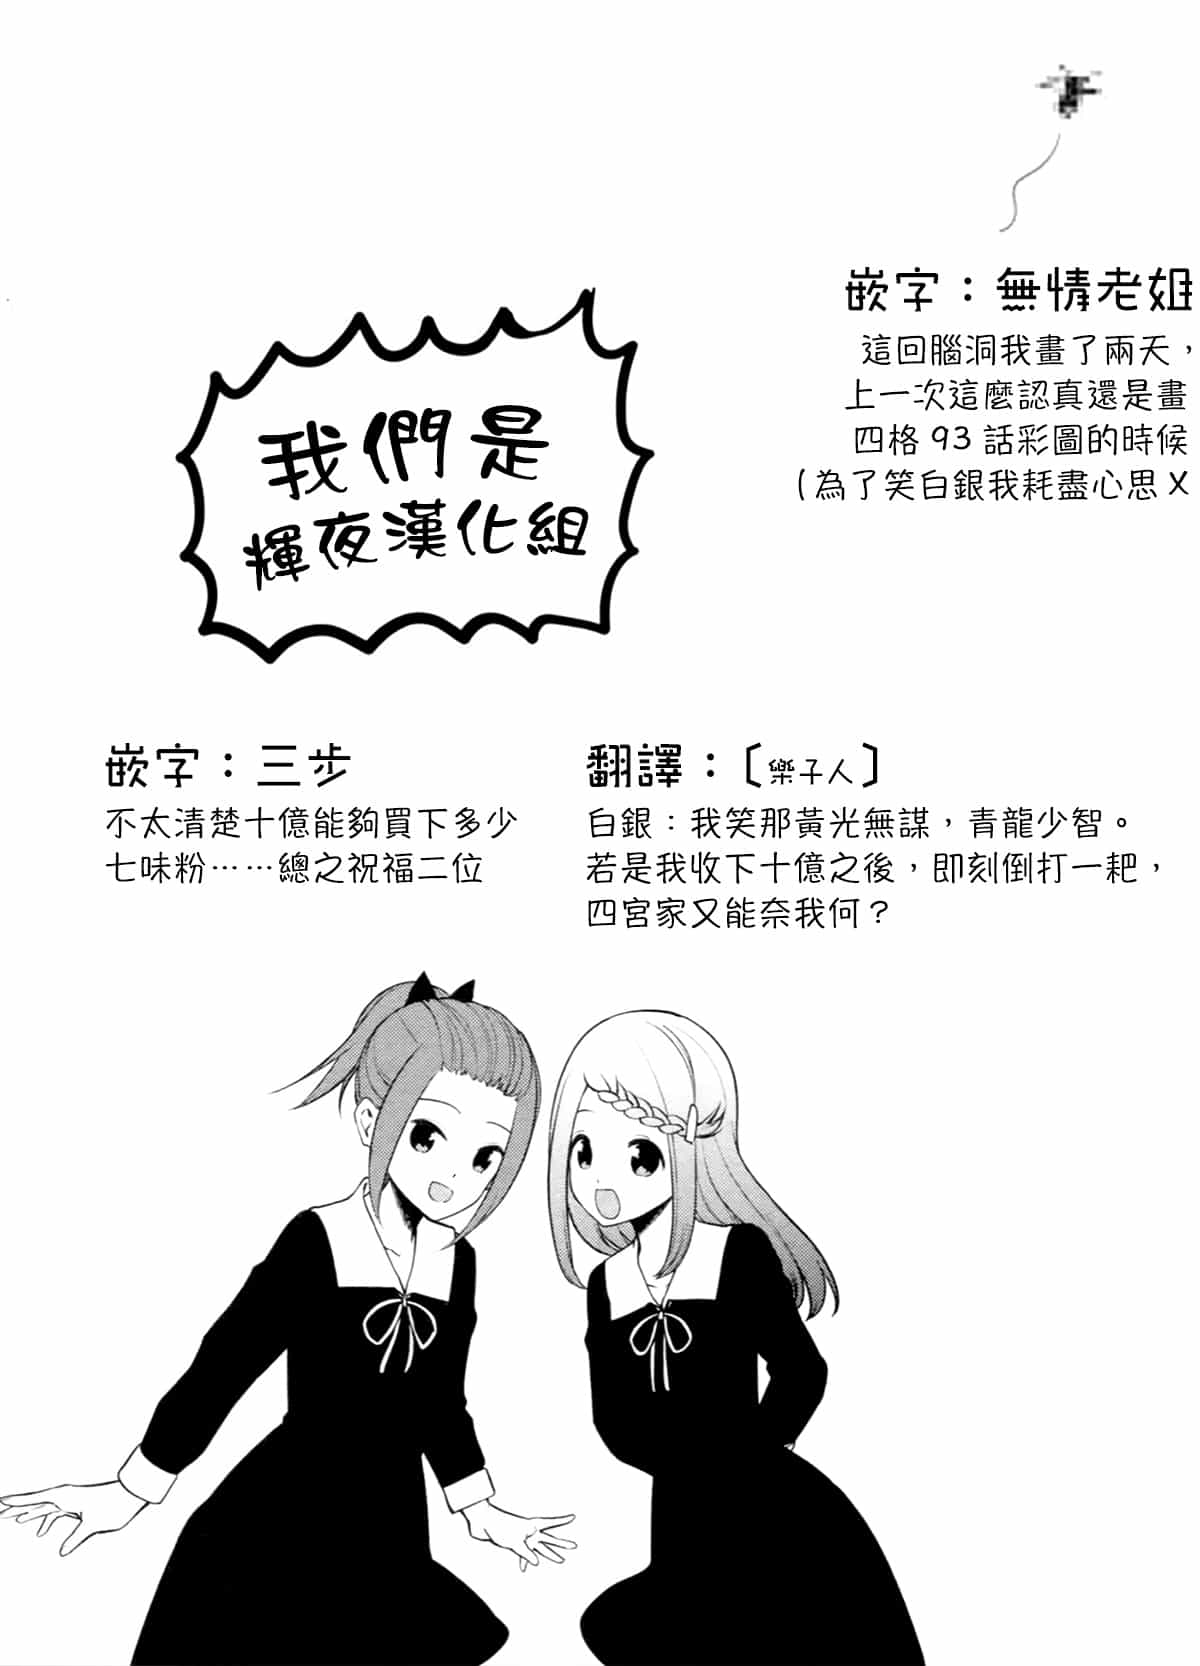 嵌字：無情老姐
這回腦洞我畫了兩天，
上一次這麼認真還是畫
四格93話彩圖的時候
（為了笑白銀我耗盡心思X
我們是
輝夜漢化組
嵌字：三步
不太清楚十億能夠買下多少
七味粉……總之祝福二位
翻譯：〔樂子人〕
白銀：我笑那黃光無謀，青龍少智。
若是我收下十億之後，即刻倒打一耙，
四宮家又能奈我何？